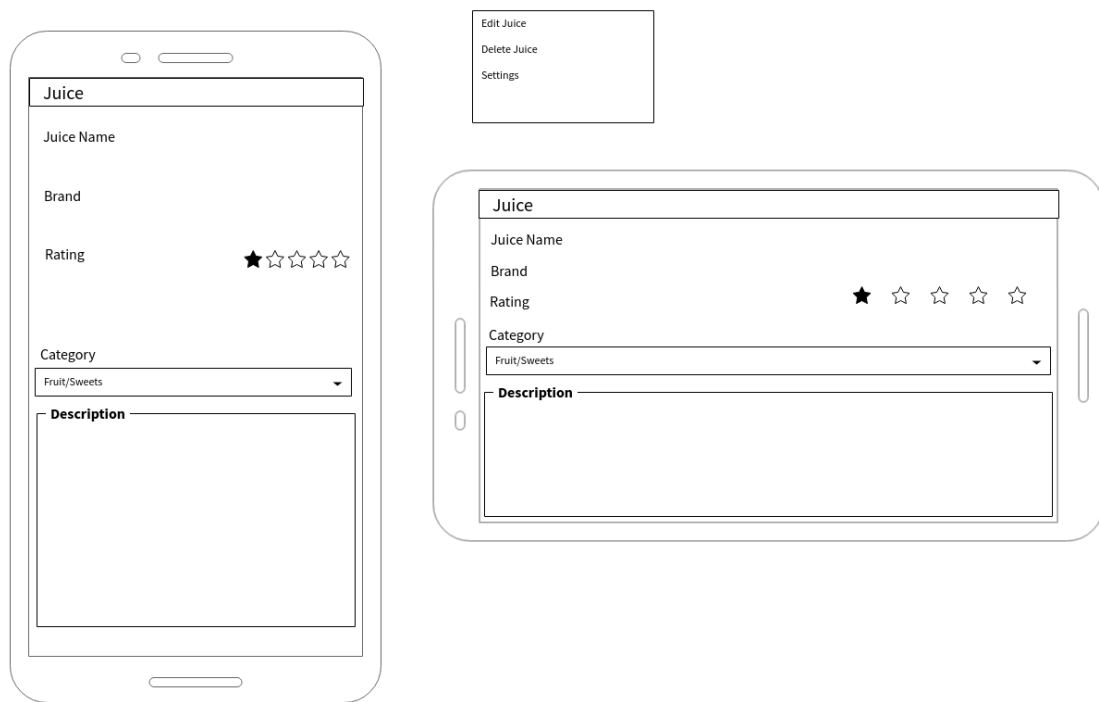 Juice
Juice Name
Brand
Rating
Category
Fruit/Sweets
Description
Edit Juice
Delete Juice
Settings
Juice
Juice Name
Brand
Rating
Category
Fruit/Sweets
Description